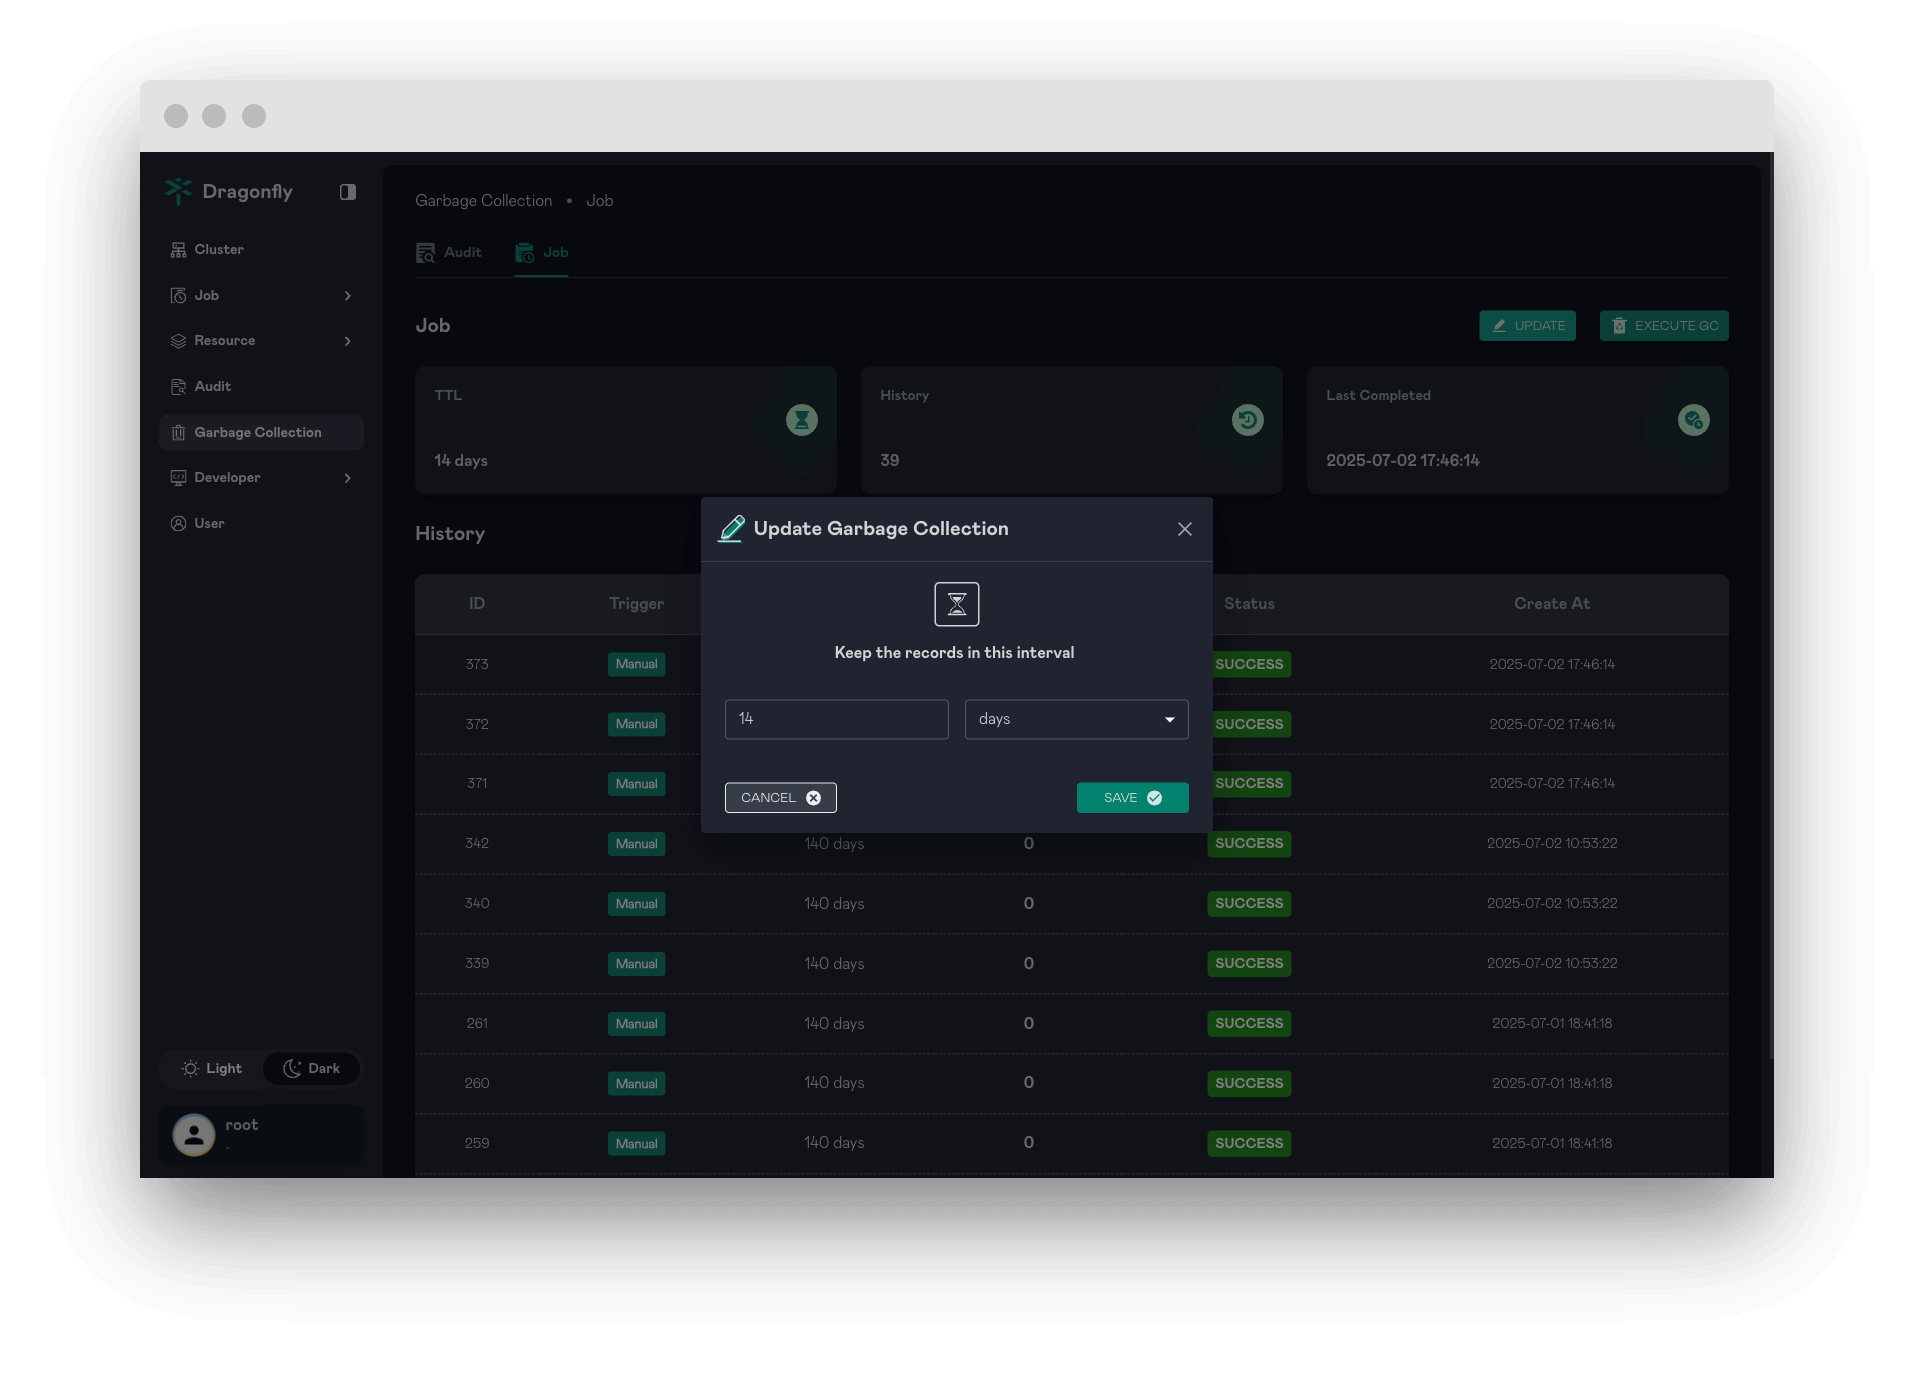 Dragonfly
Cluster
Job
Resource
Audit
Garbage Collection
Developer
User
Light Dark
root
-
Garbage Collection • Job
Audit Job
Job
UPDATE EXECUTE GC
TTL
14 days
History
39
Last Completed
2025-07-02 17:46:14
History
Update Garbage Collection
Keep the records in this interval
14 days
CANCEL SAVE
ID Trigger Status Create At
373 Manual SUCCESS 2025-07-02 17:46:14
372 Manual SUCCESS 2025-07-02 17:46:14
371 Manual SUCCESS 2025-07-02 17:46:14
342 Manual 140 days 0 SUCCESS 2025-07-02 10:53:22
340 Manual 140 days 0 SUCCESS 2025-07-02 10:53:22
339 Manual 140 days 0 SUCCESS 2025-07-02 10:53:22
261 Manual 140 days 0 SUCCESS 2025-07-01 18:41:18
260 Manual 140 days 0 SUCCESS 2025-07-01 18:41:18
259 Manual 140 days 0 SUCCESS 2025-07-01 18:41:18